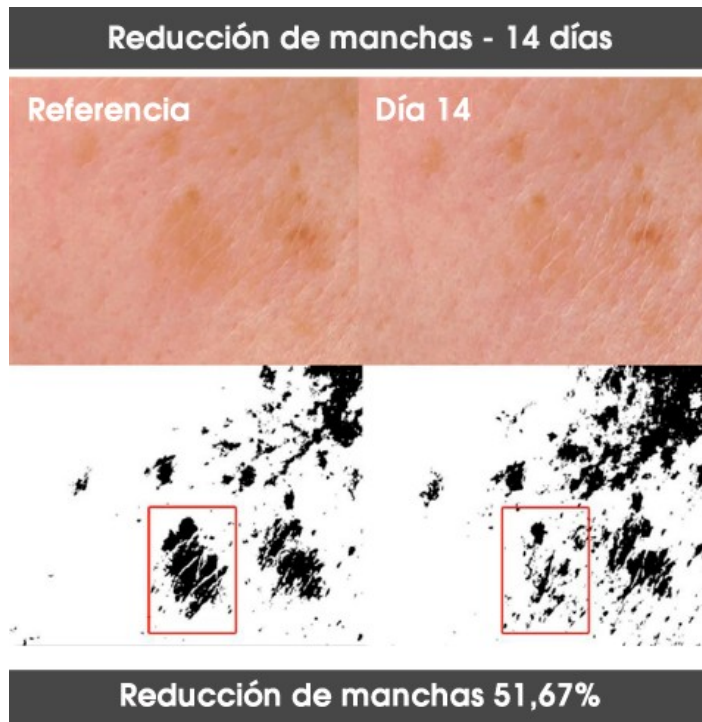 Reducción de manchas - 14 días
Referencia
Día 14
Reducción de manchas 51,67%